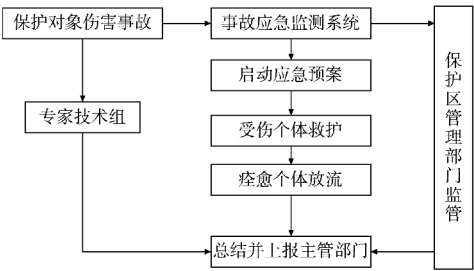 保护对象伤害事故
事故应急监测系统
启动应急预案
专家技术组
受伤个体救护
痊愈个体放流
总结并上报主管部门
保护区管理部门监管